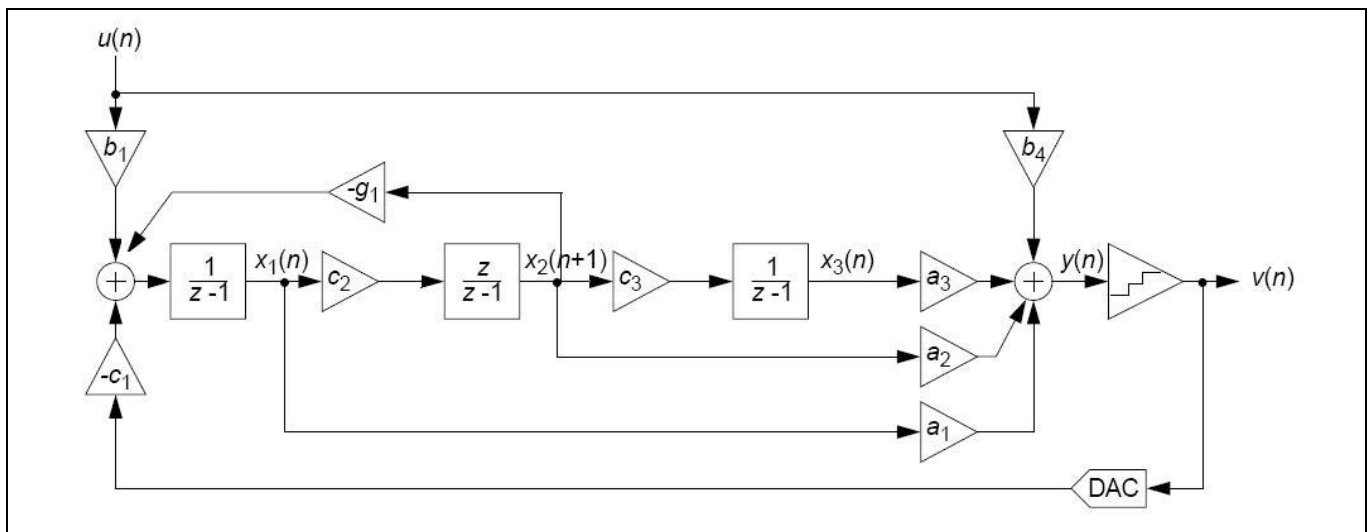 u(n)
b1
b4
-g1
1
z -1
x1(n)
c2
z
z -1
x2(n+1)
c3
1
z -1
x3(n)
a3
y(n)
v(n)
-c1
a2
a1
DAC